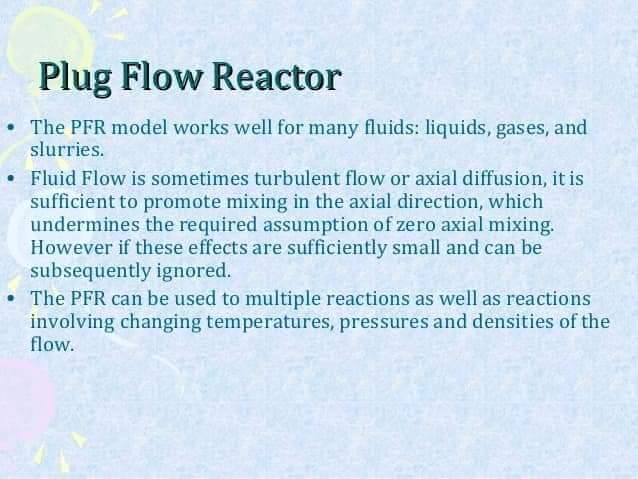 Plug Flow Reactor
• The PFR model works well for many fluids: liquids, gases, and
slurries.
• Fluid Flow is sometimes turbulent flow or axial diffusion, it is
sufficient to promote mixing in the axial direction, which
undermines the required assumption of zero axial mixing.
However if these effects are sufficiently small and can be
subsequently ignored.
• The PFR can be used to multiple reactions as well as reactions
involving changing temperatures, pressures and densities of the
flow.